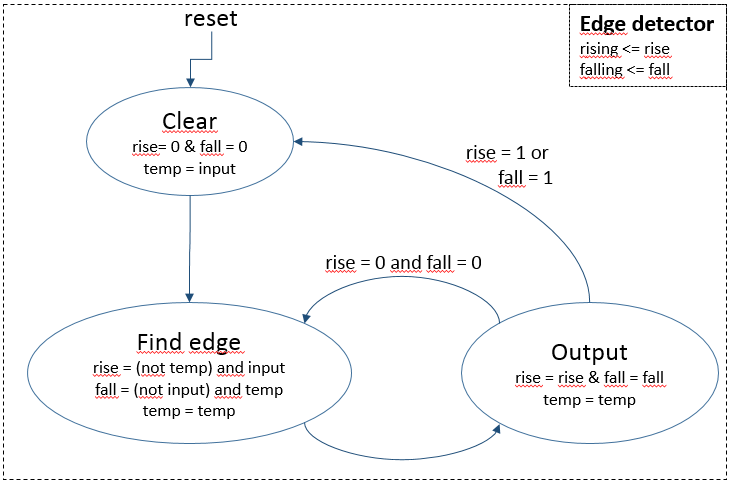 reset
Edge detector
rising <= rise
falling <= fall
Clear
rise= 0 & fall = 0
temp = input
rise = 1 or
fall = 1
rise = 0 and fall = 0
Find edge
rise = (not temp) and input
fall = (not input) and temp
temp = temp
Output
rise = rise & fall = fall
temp = temp